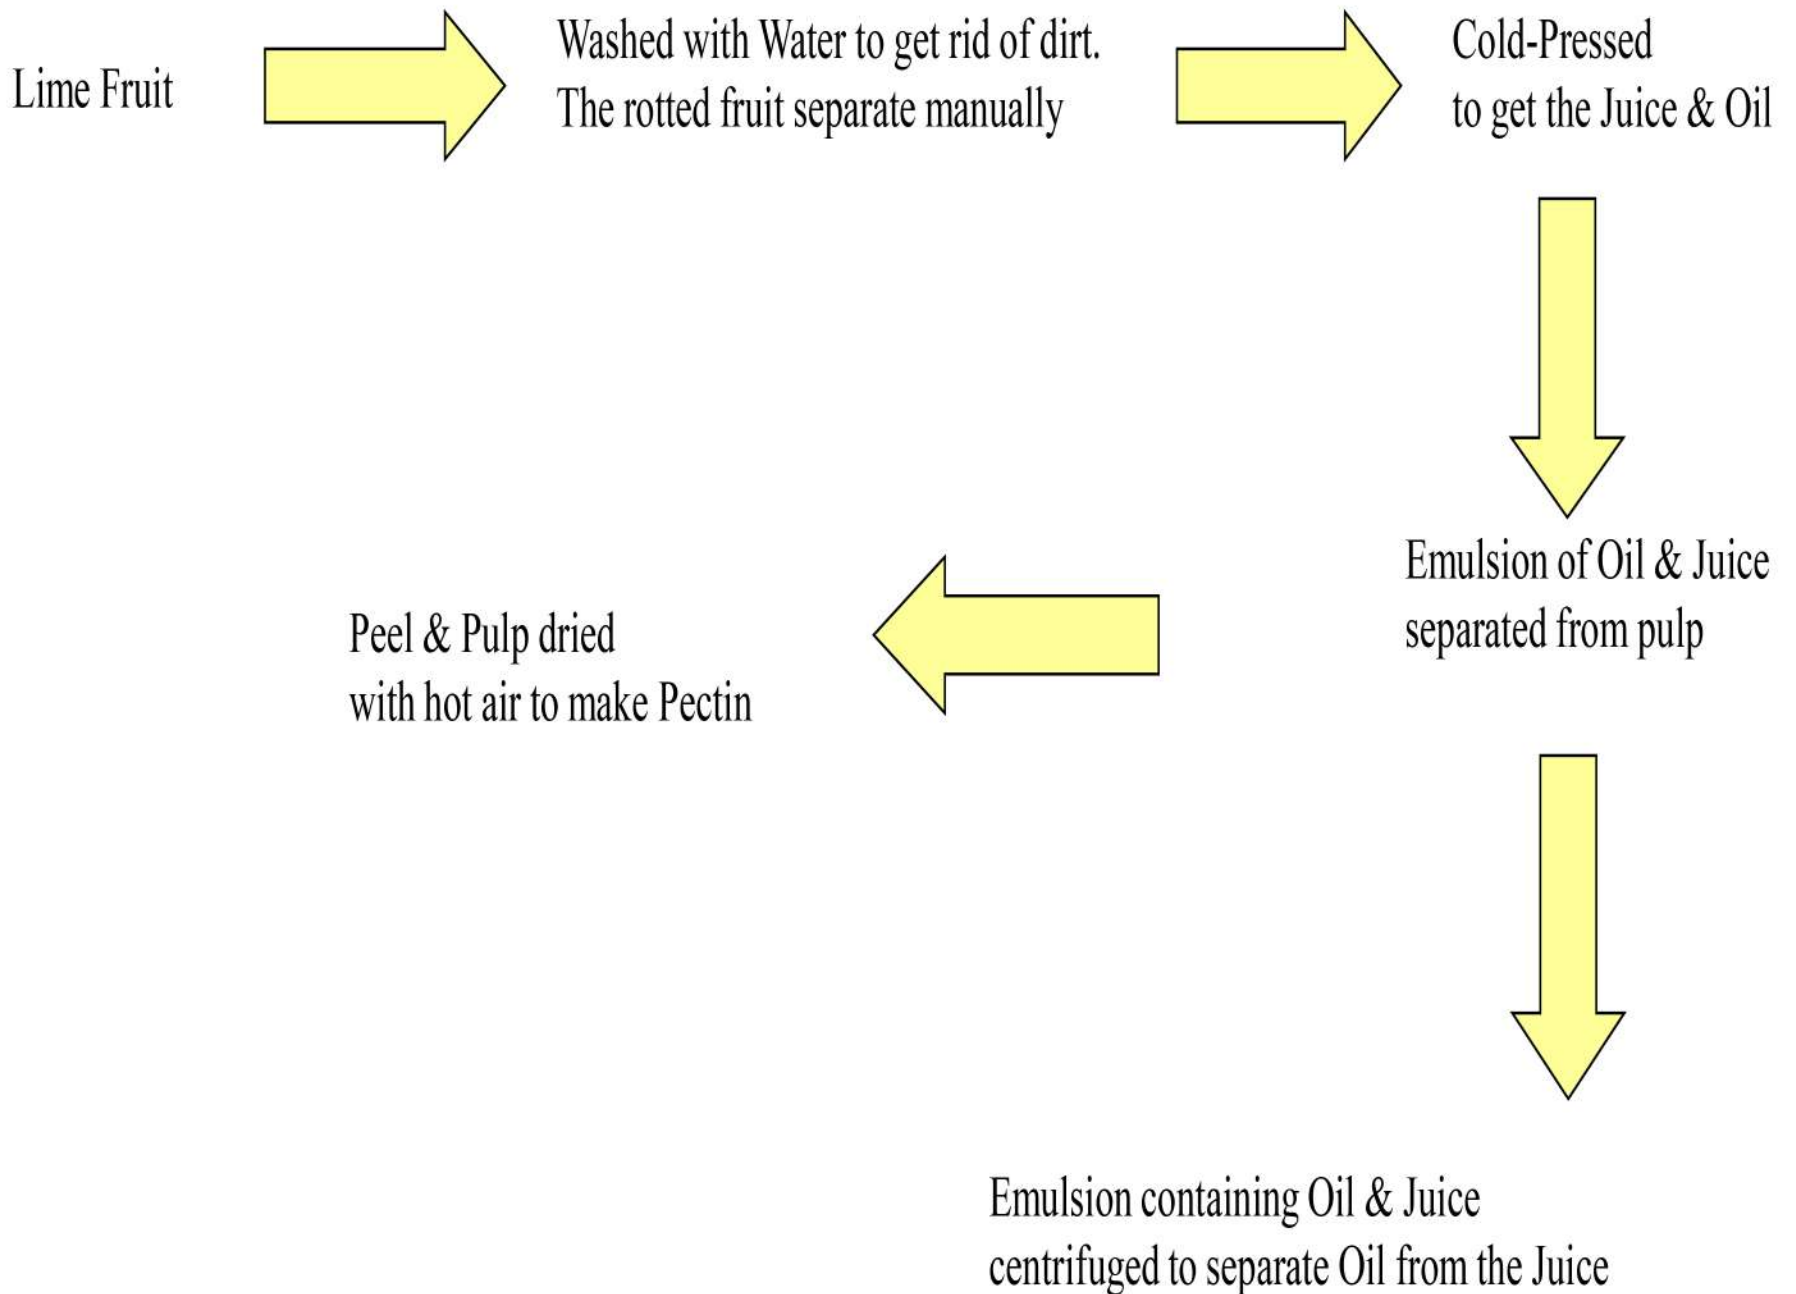 Lime Fruit
Washed with Water to get rid of dirt.
The rotted fruit separate manually
Cold-Pressed
to get the Juice & Oil
Emulsion of Oil & Juice
separated from pulp
Peel & Pulp dried
with hot air to make Pectin
Emulsion containing Oil & Juice
centrifuged to separate Oil from the Juice